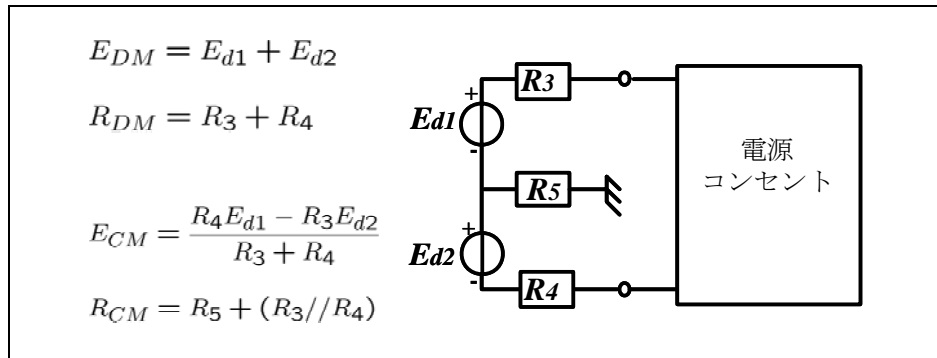 E_{DM} = E_{d1} + E_{d2}
R_{DM} = R_3 + R_4
E_{CM} = \frac{R_4 E_{d1} - R_3 E_{d2}}{R_3 + R_4}
R_{CM} = R_5 + (R_3 // R_4)
R3
+
Ed1
-
R5
+
Ed2
-
R4
電源
コンセント